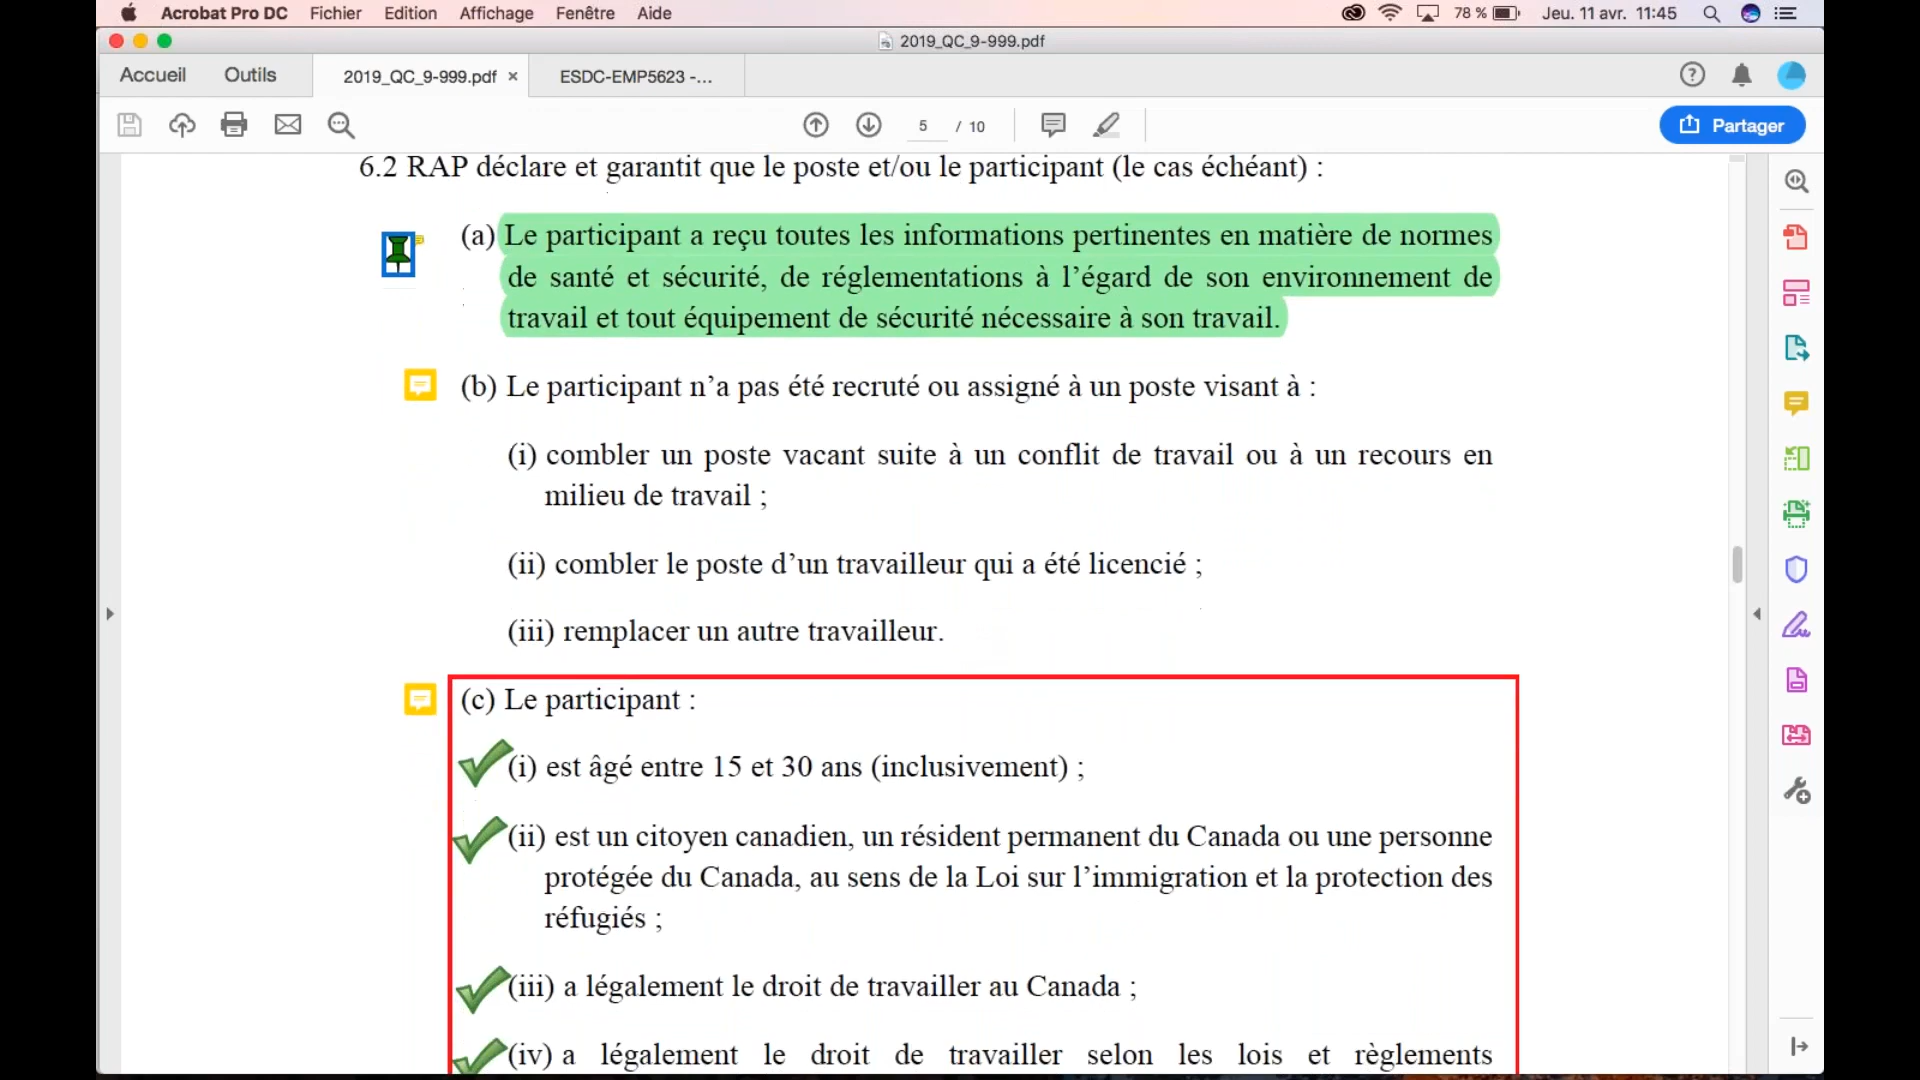 Acrobat Pro DC Fichier Edition Affichage Fenêtre Aide 78 % Jeu. 11 avr. 11:45
2019_QC_9-999.pdf
Accueil Outils 2019_QC_9-999.pdf × ESDC-EMP5623 -...
5 / 10 Partager
6.2 RAP déclare et garantit que le poste et/ou le participant (le cas échéant) :
(a) Le participant a reçu toutes les informations pertinentes en matière de normes
de santé et sécurité, de réglementations à l’égard de son environnement de
travail et tout équipement de sécurité nécessaire à son travail.
(b) Le participant n’a pas été recruté ou assigné à un poste visant à :
(i) combler un poste vacant suite à un conflit de travail ou à un recours en
milieu de travail ;
(ii) combler le poste d’un travailleur qui a été licencié ;
(iii) remplacer un autre travailleur.
(c) Le participant :
(i) est âgé entre 15 et 30 ans (inclusivement) ;
(ii) est un citoyen canadien, un résident permanent du Canada ou une personne
protégée du Canada, au sens de la Loi sur l’immigration et la protection des
réfugiés ;
(iii) a légalement le droit de travailler au Canada ;
(iv) a légalement le droit de travailler selon les lois et règlements